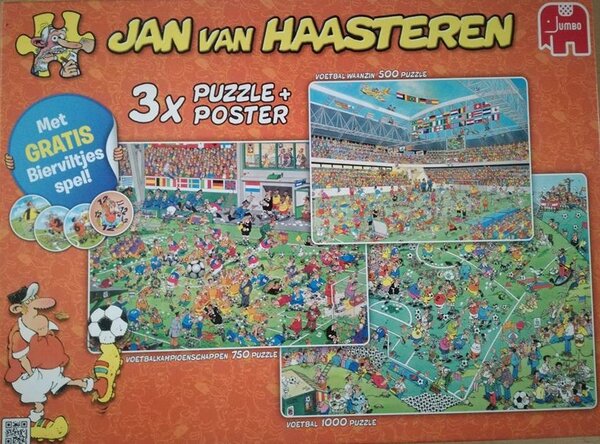 JAN VAN HAASTEREN
JUMBO
3X PUZZLE + POSTER
Met
GRATIS
Bierviltjes
spel!
VOETBAL WAANZIN 500 PUZZLE
VOETBALKAMPIOENSCHAPPEN 750 PUZZLE
VOETBAL 1000 PUZZLE